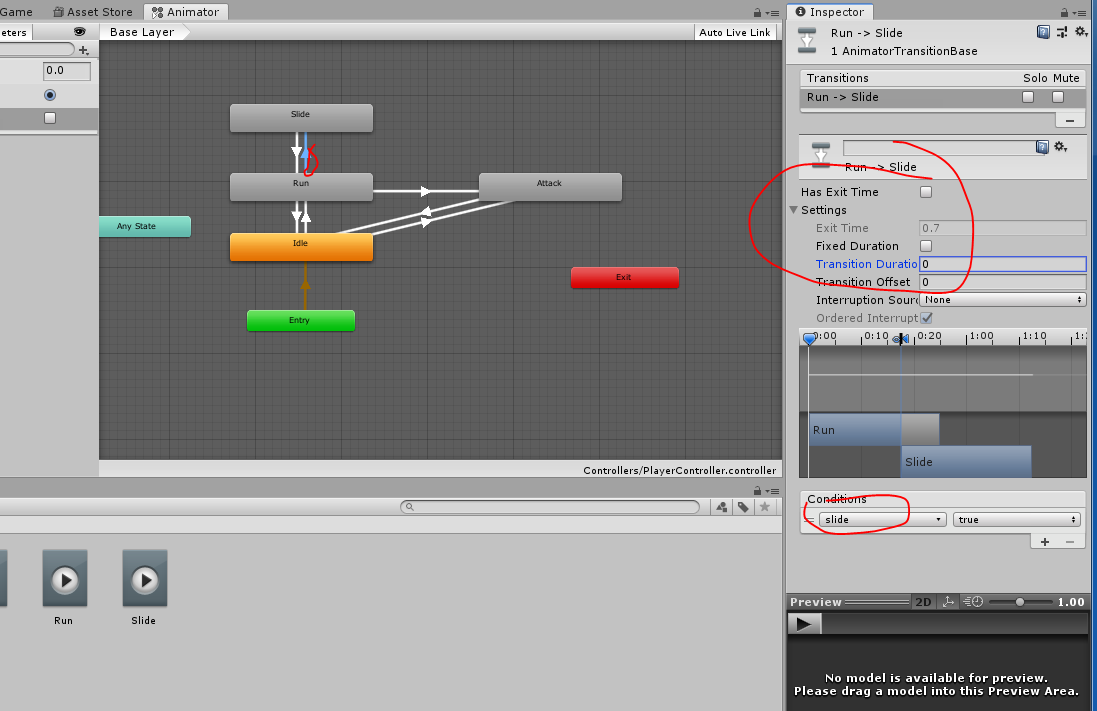 Game Asset Store Animator
eters
Base Layer
Auto Live Link
0.0
Slide
Run
Attack
Any State
Idle
Exit
Entry
Controllers/PlayerController.controller
Run
Slide
Inspector
Run -> Slide
1 AnimatorTransitionBase
Transitions Solo Mute
Run -> Slide
Run -> Slide
Has Exit Time
Settings
Exit Time 0.7
Fixed Duration
Transition Duratio 0
Transition Offset 0
Interruption Sourc None
Ordered Interrupt
0:00 0:10 0:20 1:00 1:10 1:
Run
Slide
Conditions
slide true
Preview 2D 1.00
No model is available for preview.
Please drag a model into this Preview Area.